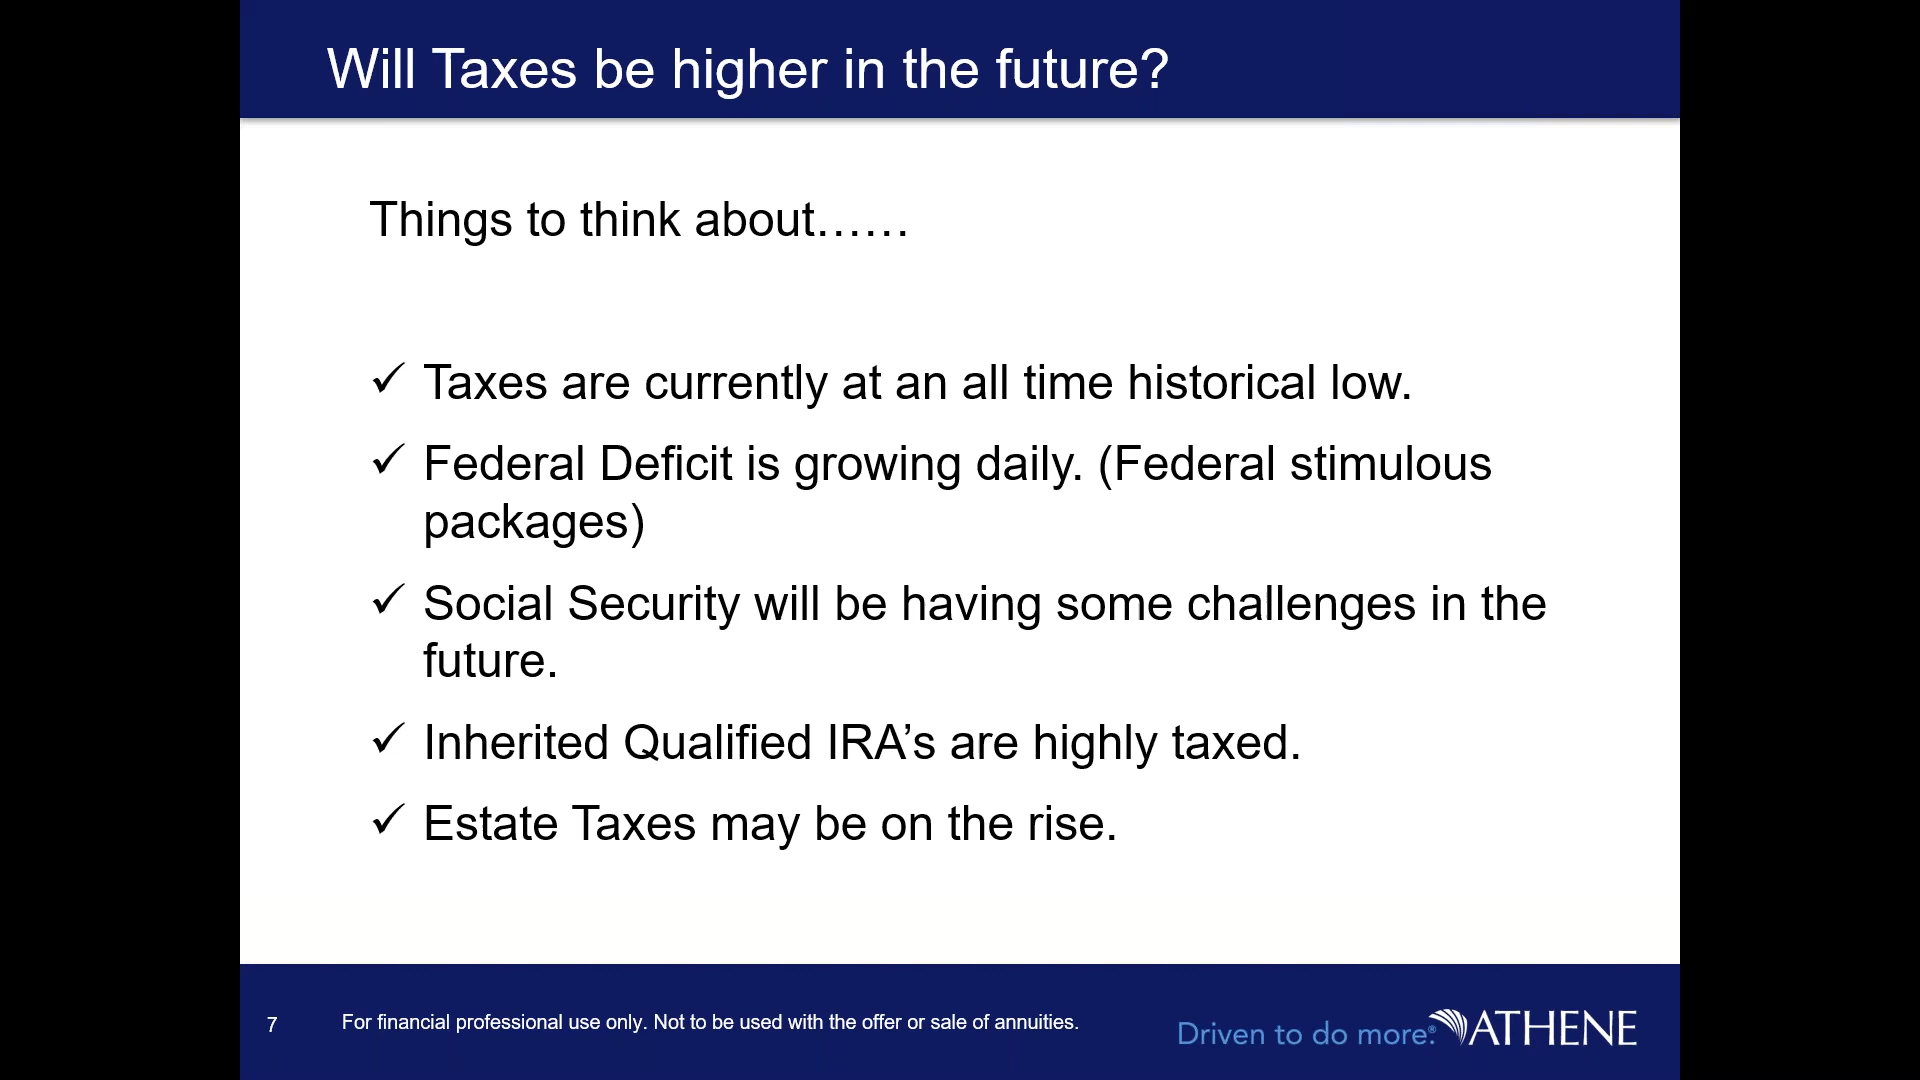 Will Taxes be higher in the future?
Things to think about......
✓ Taxes are currently at an all time historical low.
✓ Federal Deficit is growing daily. (Federal stimulous
packages)
✓ Social Security will be having some challenges in the
future.
✓ Inherited Qualified IRA’s are highly taxed.
✓ Estate Taxes may be on the rise.
7
For financial professional use only. Not to be used with the offer or sale of annuities.
Driven to do more.® ATHENE